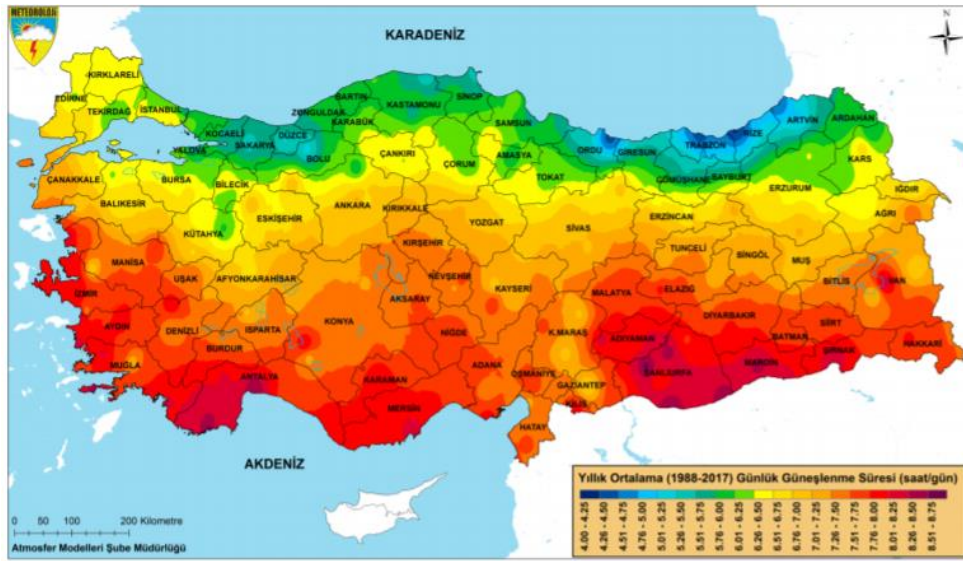 METEOROLOJİ
KARADENİZ
N
KIRKLARELİ
EDİRNE
TEKİRDAĞ
İSTANBUL
KOCAELİ
YALOVA
SAKARYA
DÜZCE
ZONGULDAK
BARTIN
KARABÜK
KASTAMONU
SİNOP
BOLU
ÇANKIRI
ÇORUM
SAMSUN
AMASYA
TOKAT
ORDU
GİRESUN
TRABZON
RİZE
ARTVİN
ARDAHAN
GÜMÜŞHANE
BAYBURT
KARS
ERZURUM
IĞDIR
AĞRI
ÇANAKKALE
BURSA
BİLECİK
BALIKESİR
ESKİŞEHİR
KÜTAHYA
ANKARA
KIRIKKALE
YOZGAT
SİVAS
ERZİNCAN
TUNCELİ
BİNGÖL
MUŞ
BİTLİS
VAN
MANİSA
UŞAK
AFYONKARAHİSAR
KIRŞEHİR
NEVŞEHİR
AKSARAY
KAYSERİ
MALATYA
ELAZIĞ
DİYARBAKIR
BATMAN
SİİRT
HAKKARİ
ŞIRNAK
İZMİR
AYDIN
DENİZLİ
ISPARTA
BURDUR
KONYA
NİĞDE
K.MARAŞ
ADIYAMAN
ŞANLIURFA
MARDİN
MUĞLA
ANTALYA
KARAMAN
MERSİN
ADANA
OSMANİYE
GAZİANTEP
KİLİS
HATAY
AKDENİZ
0 50 100 200 Kilometre
Atmosfer Modelleri Şube Müdürlüğü
Yıllık Ortalama (1988-2017) Günlük Güneşlenme Süresi (saat/gün)
4.00 - 4.25
4.26 - 4.50
4.51 - 4.75
4.76 - 5.00
5.01 - 5.25
5.26 - 5.50
5.51 - 5.75
5.76 - 6.00
6.01 - 6.25
6.26 - 6.50
6.51 - 6.75
6.76 - 7.00
7.01 - 7.25
7.26 - 7.50
7.51 - 7.75
7.76 - 8.00
8.01 - 8.25
8.26 - 8.50
8.51 - 8.75